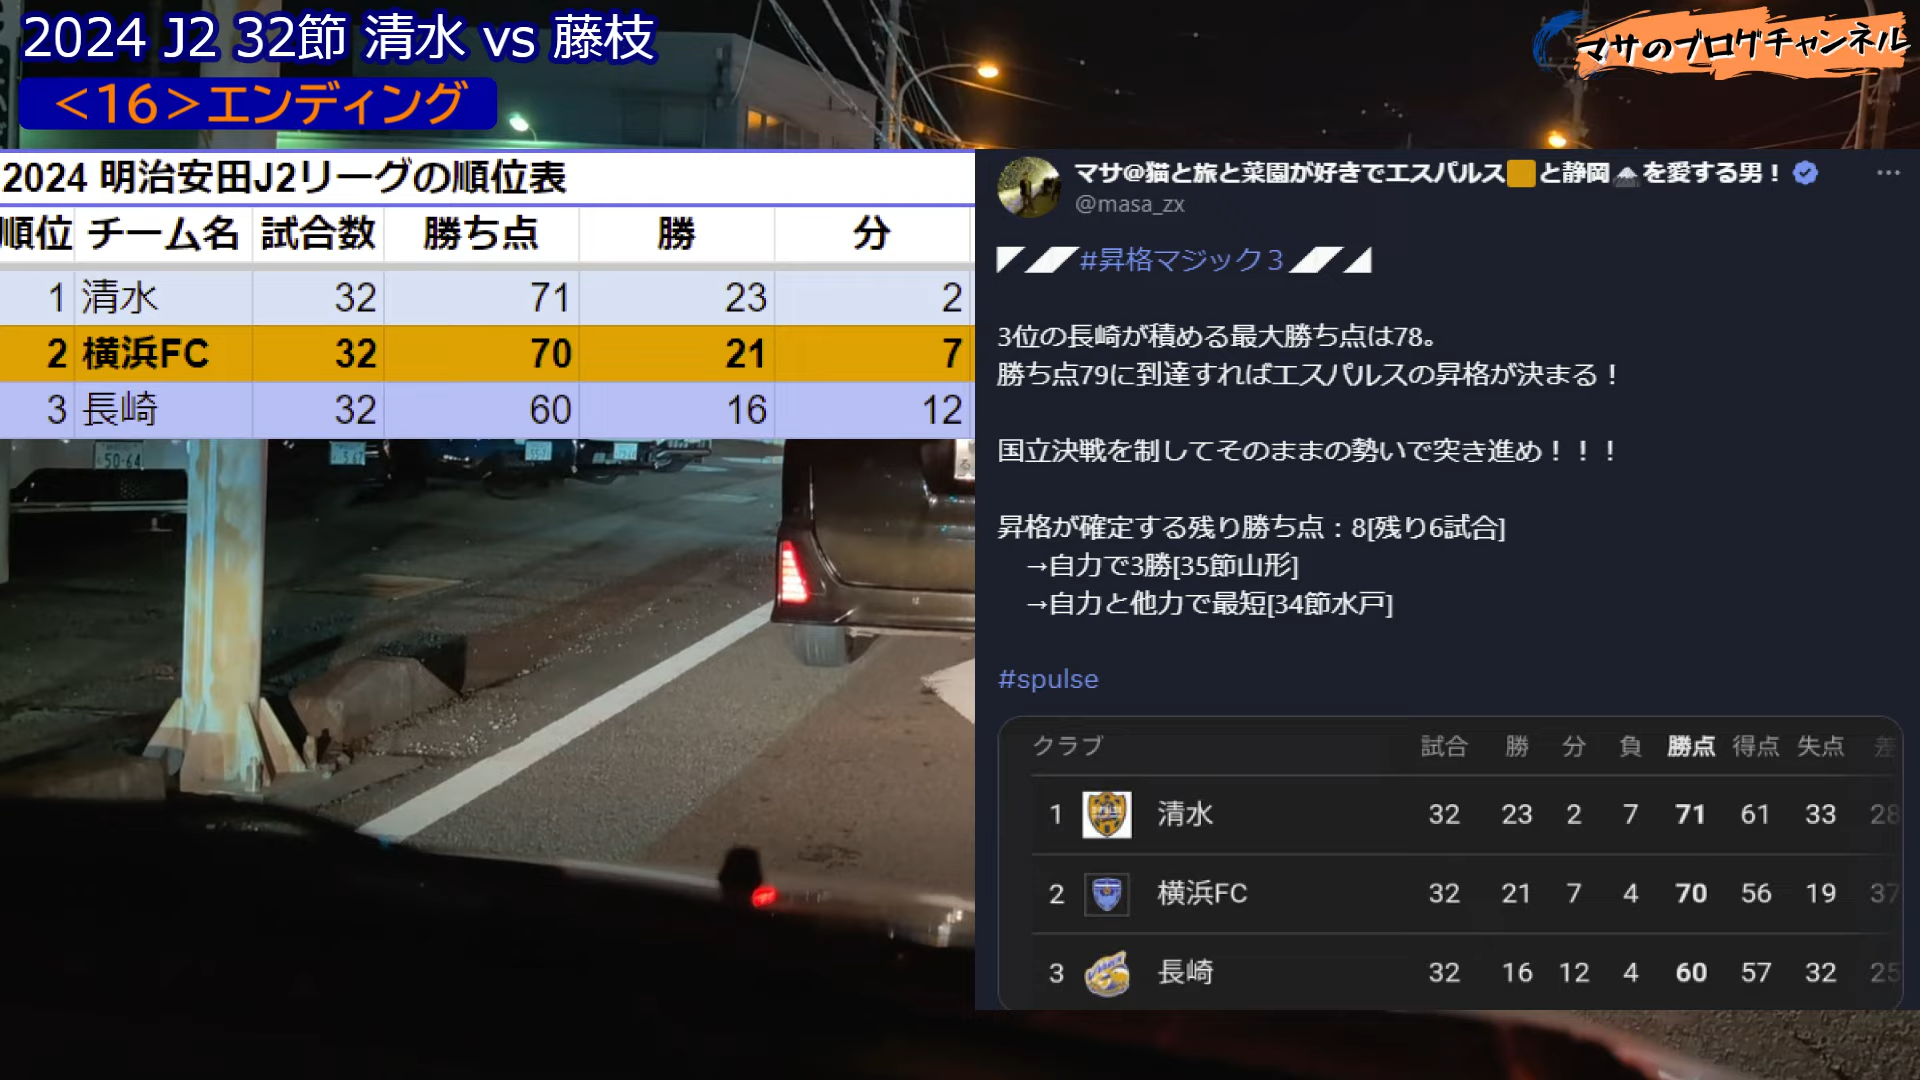 2024 J2 32節 清水 vs 藤枝
マサのブログチャンネル
＜16＞エンディング
2024 明治安田J2リーグの順位表
順位 チーム名 試合数 勝ち点 勝 分
1 清水 32 71 23 2
2 横浜FC 32 70 21 7
3 長崎 32 60 16 12
50-64
マサ@猫と旅と菜園が好きでエスパルス🟧と静岡🗻を愛する男！
@masa_zx
◤◢◤#昇格マジック３◢◤◢
3位の長崎が積める最大勝ち点は78。
勝ち点79に到達すればエスパルスの昇格が決まる！
国立決戦を制してそのままの勢いで突き進め！！！
昇格が確定する残り勝ち点：8[残り6試合]
→自力で3勝[35節山形]
→自力と他力で最短[34節水戸]
#spulse
クラブ 試合 勝 分 負 勝点 得点 失点 差
1 清水 32 23 2 7 71 61 33 28
2 横浜FC 32 21 7 4 70 56 19 37
3 長崎 32 16 12 4 60 57 32 25